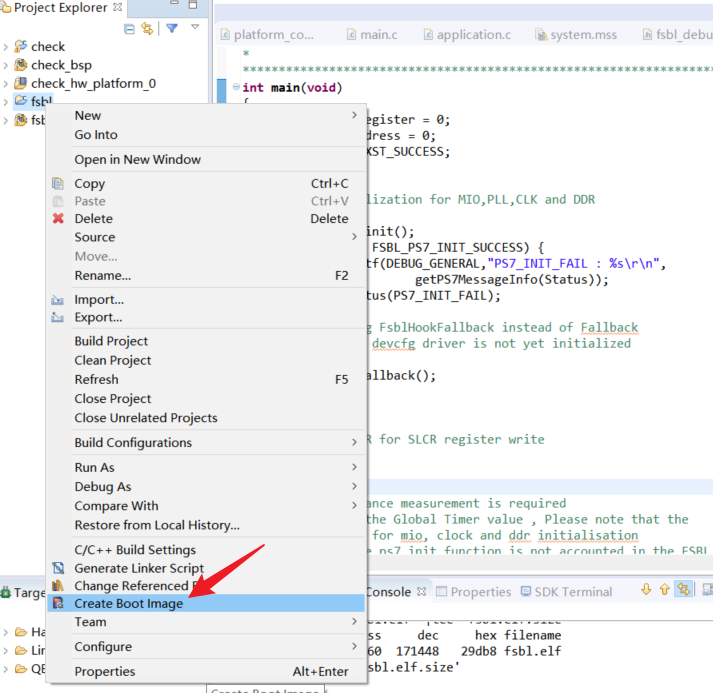 Project Explorer
check
check_bsp
check_hw_platform_0
fsbl
fsb
platform_co...
main.c
application.c
system.mss
fsbl_debu
*
int main(void)
{
egister = 0;
dress = 0;
XST_SUCCESS;
lization for MIO,PLL,CLK and DDR
init();
FSBL_PS7_INIT_SUCCESS) {
tf(DEBUG_GENERAL,"PS7_INIT_FAIL : %s\r\n",
getPS7MessageInfo(Status));
tus(PS7_INIT_FAIL);
g FsblHookFallback instead of Fallback
devcfg driver is not yet initialized
allback();
R for SLCR register write
ance measurement is required
the Global Timer value , Please note that the
for mio, clock and ddr initialisation
e ps7_init function is not accounted in the FSBL
New
Go Into
Open in New Window
Copy Ctrl+C
Paste Ctrl+V
Delete Delete
Source
Move...
Rename... F2
Import...
Export...
Build Project
Clean Project
Refresh F5
Close Project
Close Unrelated Projects
Build Configurations
Run As
Debug As
Compare With
Restore from Local History...
C/C++ Build Settings
Generate Linker Script
Change Referenced
Create Boot Image
Team
Configure
Properties Alt+Enter
Targe
Ha
Lin
QE
Console
Properties
SDK Terminal
ss dec hex filename
60 171448 29db8 fsbl.elf
sbl.elf.size'
Create Boot Image